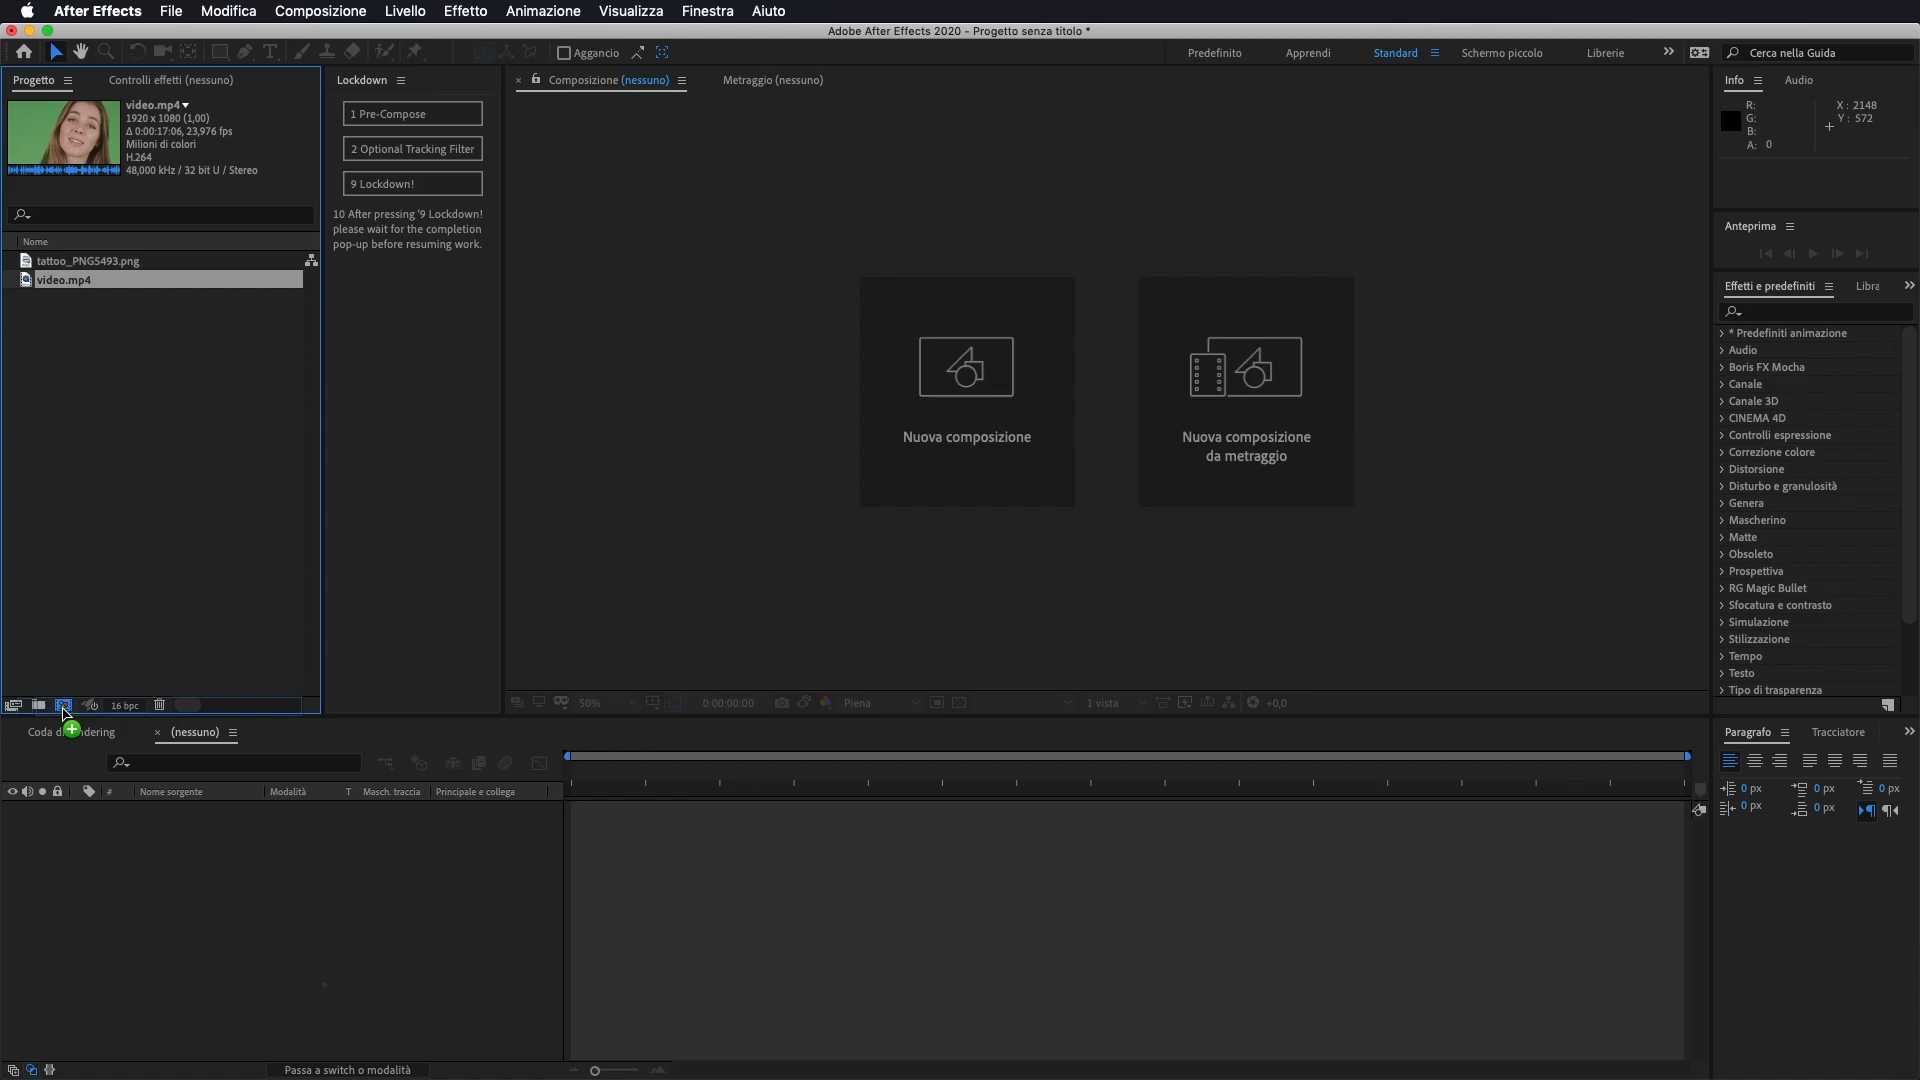 After Effects File Modifica Composizione Livello Effetto Animazione Visualizza Finestra Aiuto
Adobe After Effects 2020 - Progetto senza titolo *
Aggancio Predefinito Apprendi Standard Schermo piccolo Librerie Cerca nella Guida
Progetto Controlli effetti (nessuno)
video.mp4
1920 x 1080 (1,00)
Δ 0:00:17:06, 23,976 fps
Milioni di colori
H.264
48,000 kHz / 32 bit U / Stereo
Nome
tattoo_PNG5493.png
video.mp4
16 bpc
Lockdown
1 Pre-Compose
2 Optional Tracking Filter
9 Lockdown!
10 After pressing '9 Lockdown!
please wait for the completion
pop-up before resuming work.
Composizione (nessuno) Metraggio (nessuno)
Nuova composizione
Nuova composizione
da metraggio
50% 0:00:00:00 Piena 1 vista +0,0
Info Audio
R: X: 2148
G: Y: 572
B:
A: 0
Anteprima
Effetti e predefiniti Libra
* Predefiniti animazione
Audio
Boris FX Mocha
Canale
Canale 3D
CINEMA 4D
Controlli espressione
Correzione colore
Distorsione
Disturbo e granulosità
Genera
Mascherino
Matte
Obsoleto
Prospettiva
RG Magic Bullet
Sfocatura e contrasto
Simulazione
Stilizzazione
Tempo
Testo
Tipo di trasparenza
Coda d ndering (nessuno)
# Nome sorgente Modalità T Masch. traccia Principale e collega
Passa a switch o modalità
Paragrafo Tracciatore
0 px 0 px 0 px
0 px 0 px